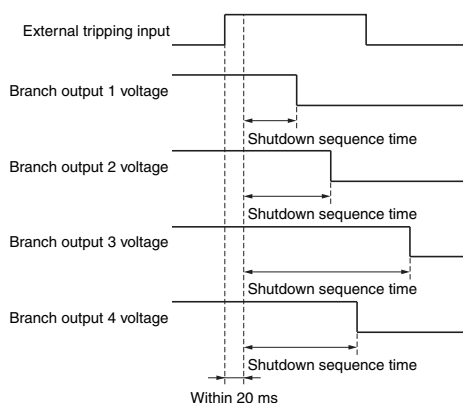 External tripping input
Branch output 1 voltage
Shutdown sequence time
Branch output 2 voltage
Shutdown sequence time
Branch output 3 voltage
Shutdown sequence time
Branch output 4 voltage
Shutdown sequence time
Within 20 ms